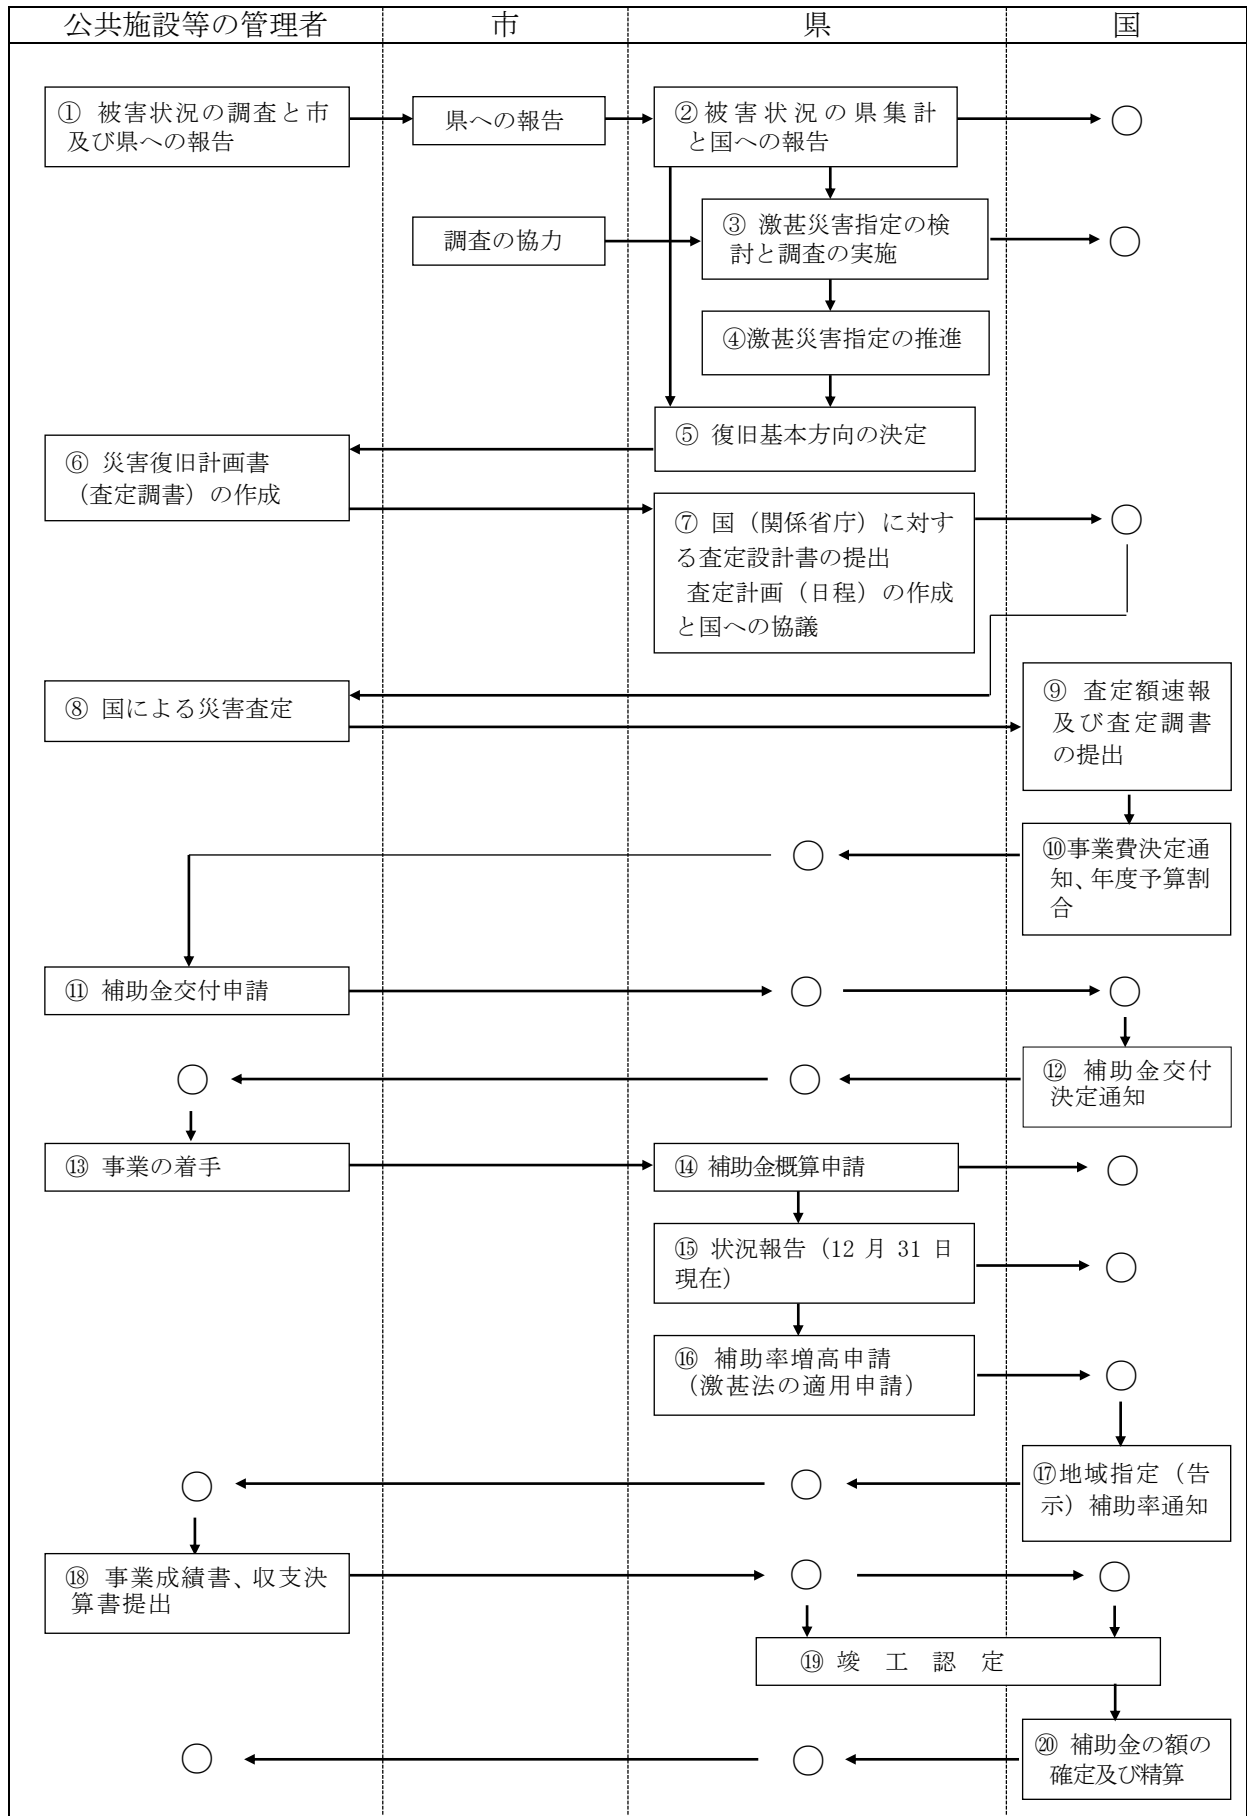 公共施設等の管理者
市
県
国
① 被害状況の調査と市
及び県への報告
県への報告
②被害状況の県集計
と国への報告
調査の協力
③ 激甚災害指定の検
討と調査の実施
④激甚災害指定の推進
⑤ 復旧基本方向の決定
⑥ 災害復旧計画書
（査定調書）の作成
⑦ 国（関係省庁）に対す
る査定設計書の提出
査定計画（日程）の作成
と国への協議
⑧ 国による災害査定
⑨ 査定額速報
及び査定調書
の提出
⑩事業費決定通
知、年度予算割
合
⑪ 補助金交付申請
⑫ 補助金交付
決定通知
⑬ 事業の着手
⑭ 補助金概算申請
⑮ 状況報告（12 月 31 日
現在）
⑯ 補助率増高申請
（激甚法の適用申請）
⑰地域指定（告
示）補助率通知
⑱ 事業成績書、収支決
算書提出
⑲ 竣　工　認　定
⑳ 補助金の額の
確定及び精算